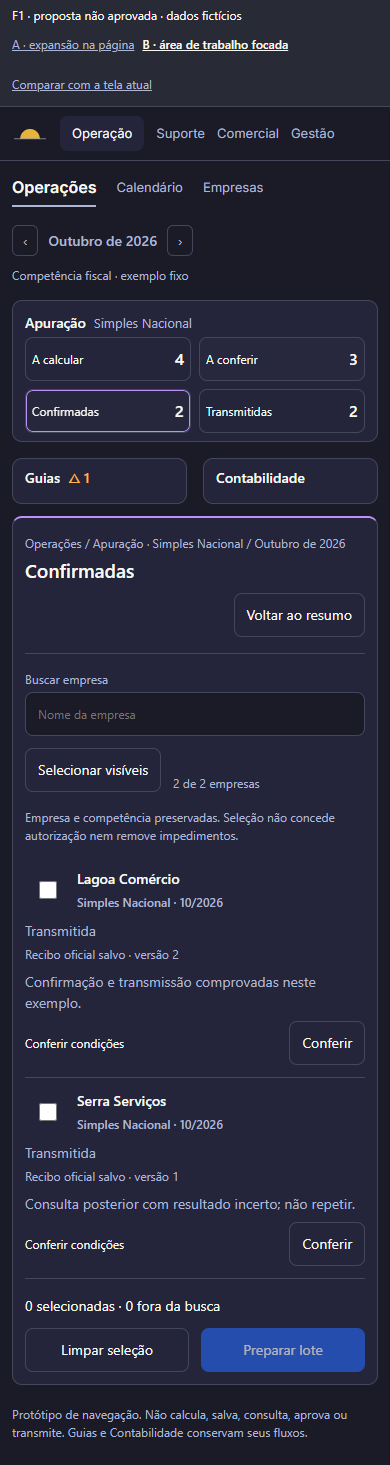 F1 · proposta não aprovada · dados fictícios
A · expansão na página B · área de trabalho focada
Comparar com a tela atual
Operação Suporte Comercial Gestão
Operações Calendário Empresas
‹ Outubro de 2026 ›
Competência fiscal · exemplo fixo
Apuração Simples Nacional
A calcular 4 A conferir 3
Confirmadas 2 Transmitidas 2
Guias △ 1 Contabilidade
Operações / Apuração · Simples Nacional / Outubro de 2026
Confirmadas
Voltar ao resumo
Buscar empresa
Nome da empresa
Selecionar visíveis 2 de 2 empresas
Empresa e competência preservadas. Seleção não concede
autorização nem remove impedimentos.
Lagoa Comércio
Simples Nacional · 10/2026
Transmitida
Recibo oficial salvo · versão 2
Confirmação e transmissão comprovadas neste
exemplo.
Conferir condições Conferir
Serra Serviços
Simples Nacional · 10/2026
Transmitida
Recibo oficial salvo · versão 1
Consulta posterior com resultado incerto; não repetir.
Conferir condições Conferir
0 selecionadas · 0 fora da busca
Limpar seleção Preparar lote
Protótipo de navegação. Não calcula, salva, consulta, aprova ou
transmite. Guias e Contabilidade conservam seus fluxos.